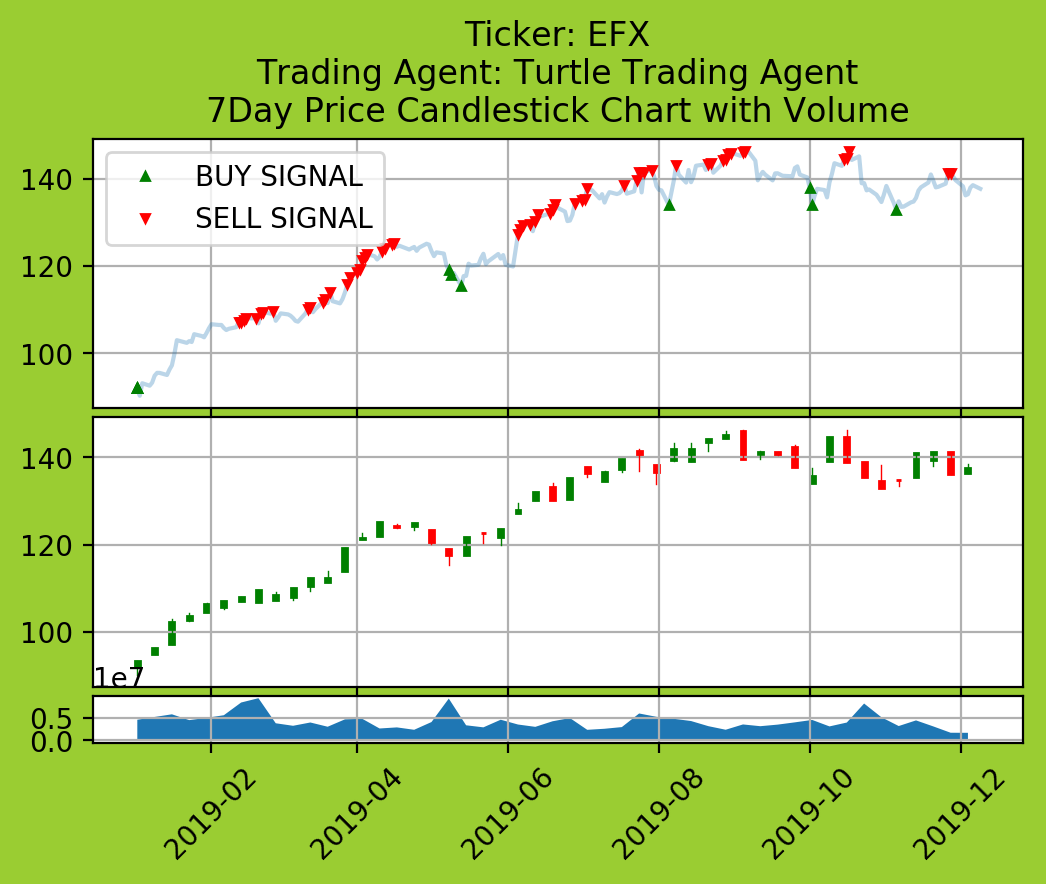 Ticker: EFX
Trading Agent: Turtle Trading Agent
7Day Price Candlestick Chart with Volume
BUY SIGNAL
SELL SIGNAL
140
120
100
140
120
100
1e7
0.5
0.0
2019-02
2019-04
2019-06
2019-08
2019-10
2019-12